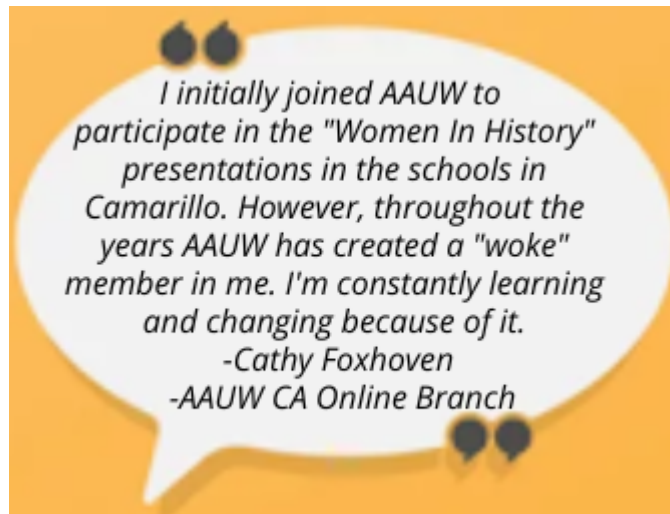 I initially joined AAUW to
participate in the "Women In History"
presentations in the schools in
Camarillo. However, throughout the
years AAUW has created a "woke"
member in me. I'm constantly learning
and changing because of it.
-Cathy Foxhoven
-AAUW CA Online Branch